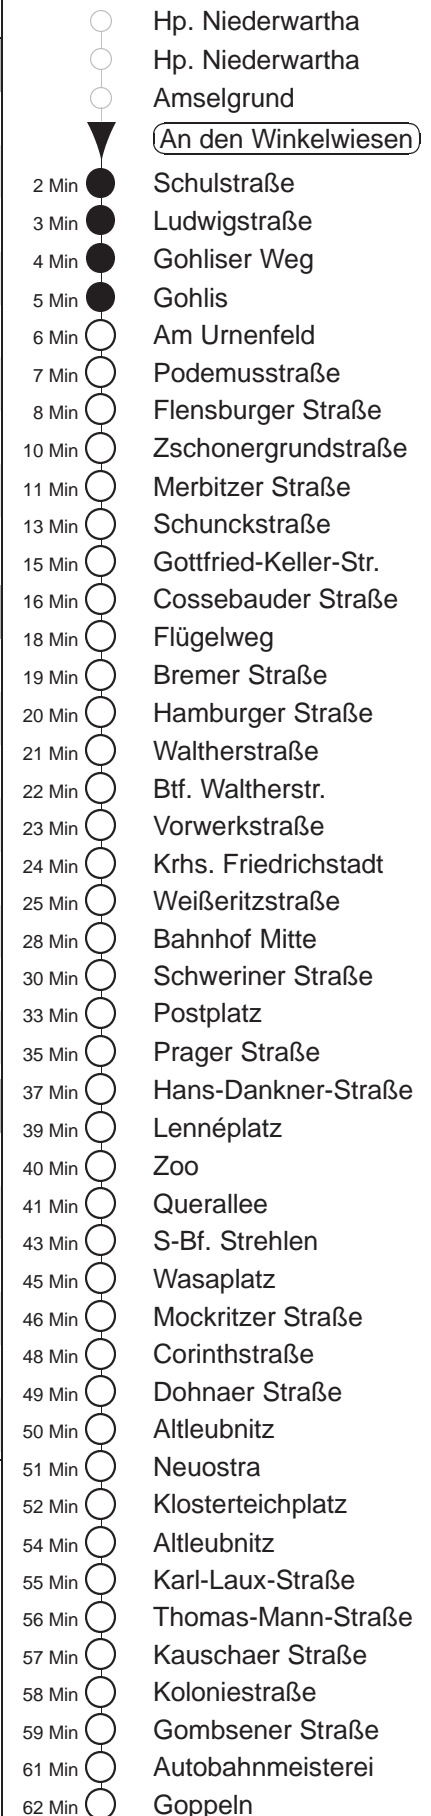 Hp. Niederwartha
Hp. Niederwartha
Amselgrund
An den Winkelwiesen
2 Min Schulstraße
3 Min Ludwigstraße
4 Min Gohliser Weg
5 Min Gohlis
6 Min Am Urnenfeld
7 Min Podemusstraße
8 Min Flensburger Straße
10 Min Zschonergrundstraße
11 Min Merbitzer Straße
13 Min Schunckstraße
15 Min Gottfried-Keller-Str.
16 Min Cossebauder Straße
18 Min Flügelweg
19 Min Bremer Straße
20 Min Hamburger Straße
21 Min Waltherstraße
22 Min Btf. Waltherstr.
23 Min Vorwerkstraße
24 Min Krhs. Friedrichstadt
25 Min Weißeritzstraße
28 Min Bahnhof Mitte
30 Min Schweriner Straße
33 Min Postplatz
35 Min Prager Straße
37 Min Hans-Dankner-Straße
39 Min Lennéplatz
40 Min Zoo
41 Min Querallee
43 Min S-Bf. Strehlen
45 Min Wasaplatz
46 Min Mockritzer Straße
48 Min Corinthstraße
49 Min Dohnaer Straße
50 Min Altleubnitz
51 Min Neuostra
52 Min Klosterteichplatz
54 Min Altleubnitz
55 Min Karl-Laux-Straße
56 Min Thomas-Mann-Straße
57 Min Kauschaer Straße
58 Min Koloniestraße
59 Min Gombsener Straße
61 Min Autobahnmeisterei
62 Min Goppeln